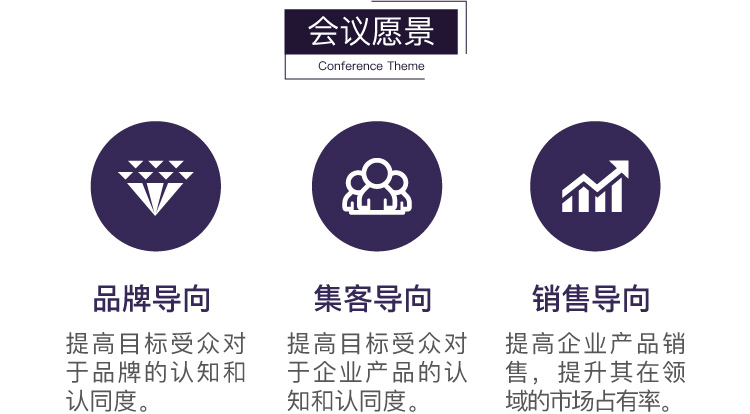 会议愿景
Conference Theme
品牌导向
提高目标受众对
于品牌的认知和
认同度。
集客导向
提高目标受众对
于企业产品的认
知和认同度。
销售导向
提高企业产品销
售，提升其在领
域的市场占有率。